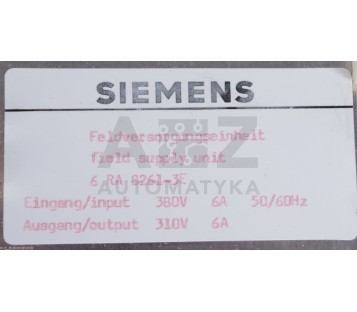 SIEMENS
Feldversorgungseinheit
field supply unit
6 RA 8261-3E
Eingang/input 380V 6A 50/60Hz
Ausgang/output 310V 6A
AUTOMATYKA